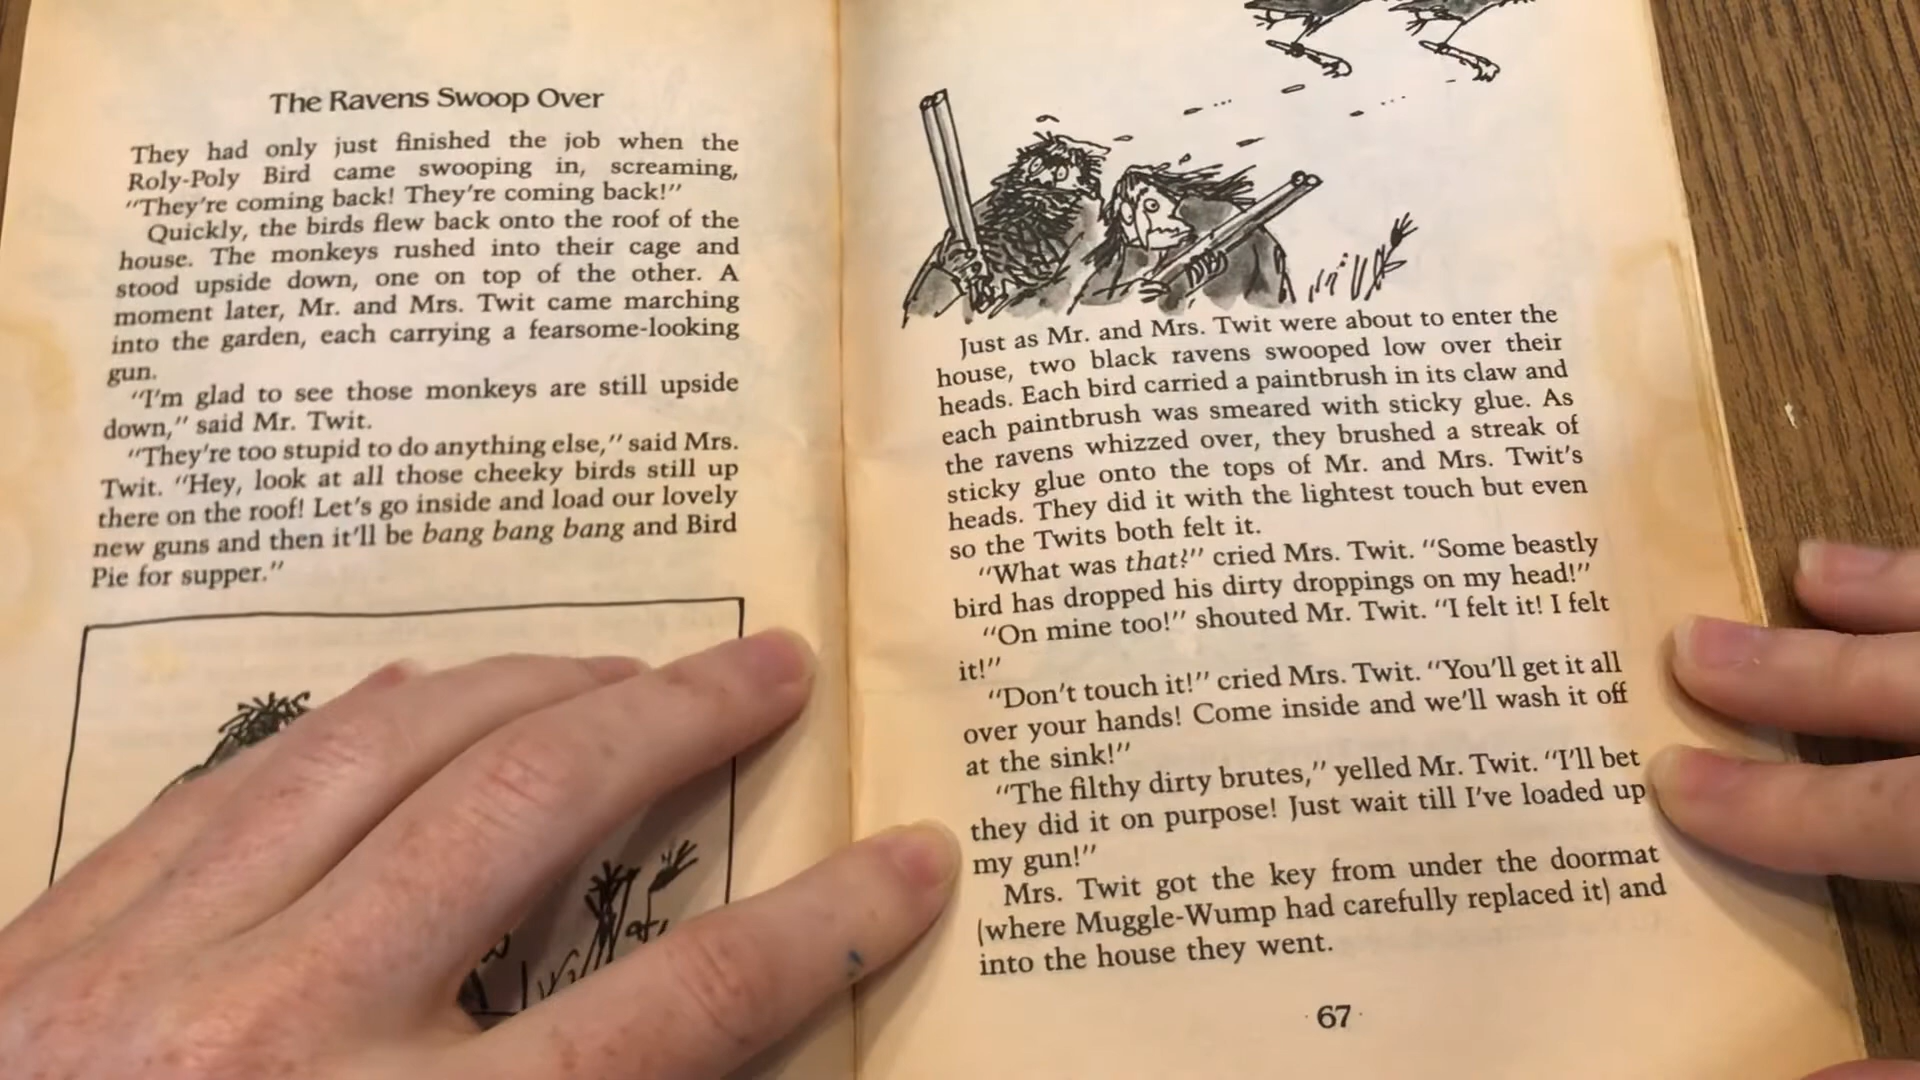 The Ravens Swoop Over
They had only just finished the job when the
Roly-Poly Bird came swooping in, screaming,
“They're coming back! They're coming back!”
Quickly, the birds flew back onto the roof of the
house. The monkeys rushed into their cage and
stood upside down, one on top of the other. A
moment later, Mr. and Mrs. Twit came marching
into the garden, each carrying a fearsome-looking
gun.
“I'm glad to see those monkeys are still upside
down,” said Mr. Twit.
“They're too stupid to do anything else,” said Mrs.
Twit. “Hey, look at all those cheeky birds still up
there on the roof! Let's go inside and load our lovely
new guns and then it'll be bang bang bang and Bird
Pie for supper.”
Just as Mr. and Mrs. Twit were about to enter the
house, two black ravens swooped low over their
heads. Each bird carried a paintbrush in its claw and
each paintbrush was smeared with sticky glue. As
the ravens whizzed over, they brushed a streak of
sticky glue onto the tops of Mr. and Mrs. Twit's
heads. They did it with the lightest touch but even
so the Twits both felt it.
“What was that?” cried Mrs. Twit. “Some beastly
bird has dropped his dirty droppings on my head!”
“On mine too!” shouted Mr. Twit. “I felt it! I felt
it!”
“Don't touch it!” cried Mrs. Twit. “You'll get it all
over your hands! Come inside and we'll wash it off
at the sink!”
“The filthy dirty brutes,” yelled Mr. Twit. “I'll bet
they did it on purpose! Just wait till I've loaded up
my gun!”
Mrs. Twit got the key from under the doormat
(where Muggle-Wump had carefully replaced it) and
into the house they went.
67